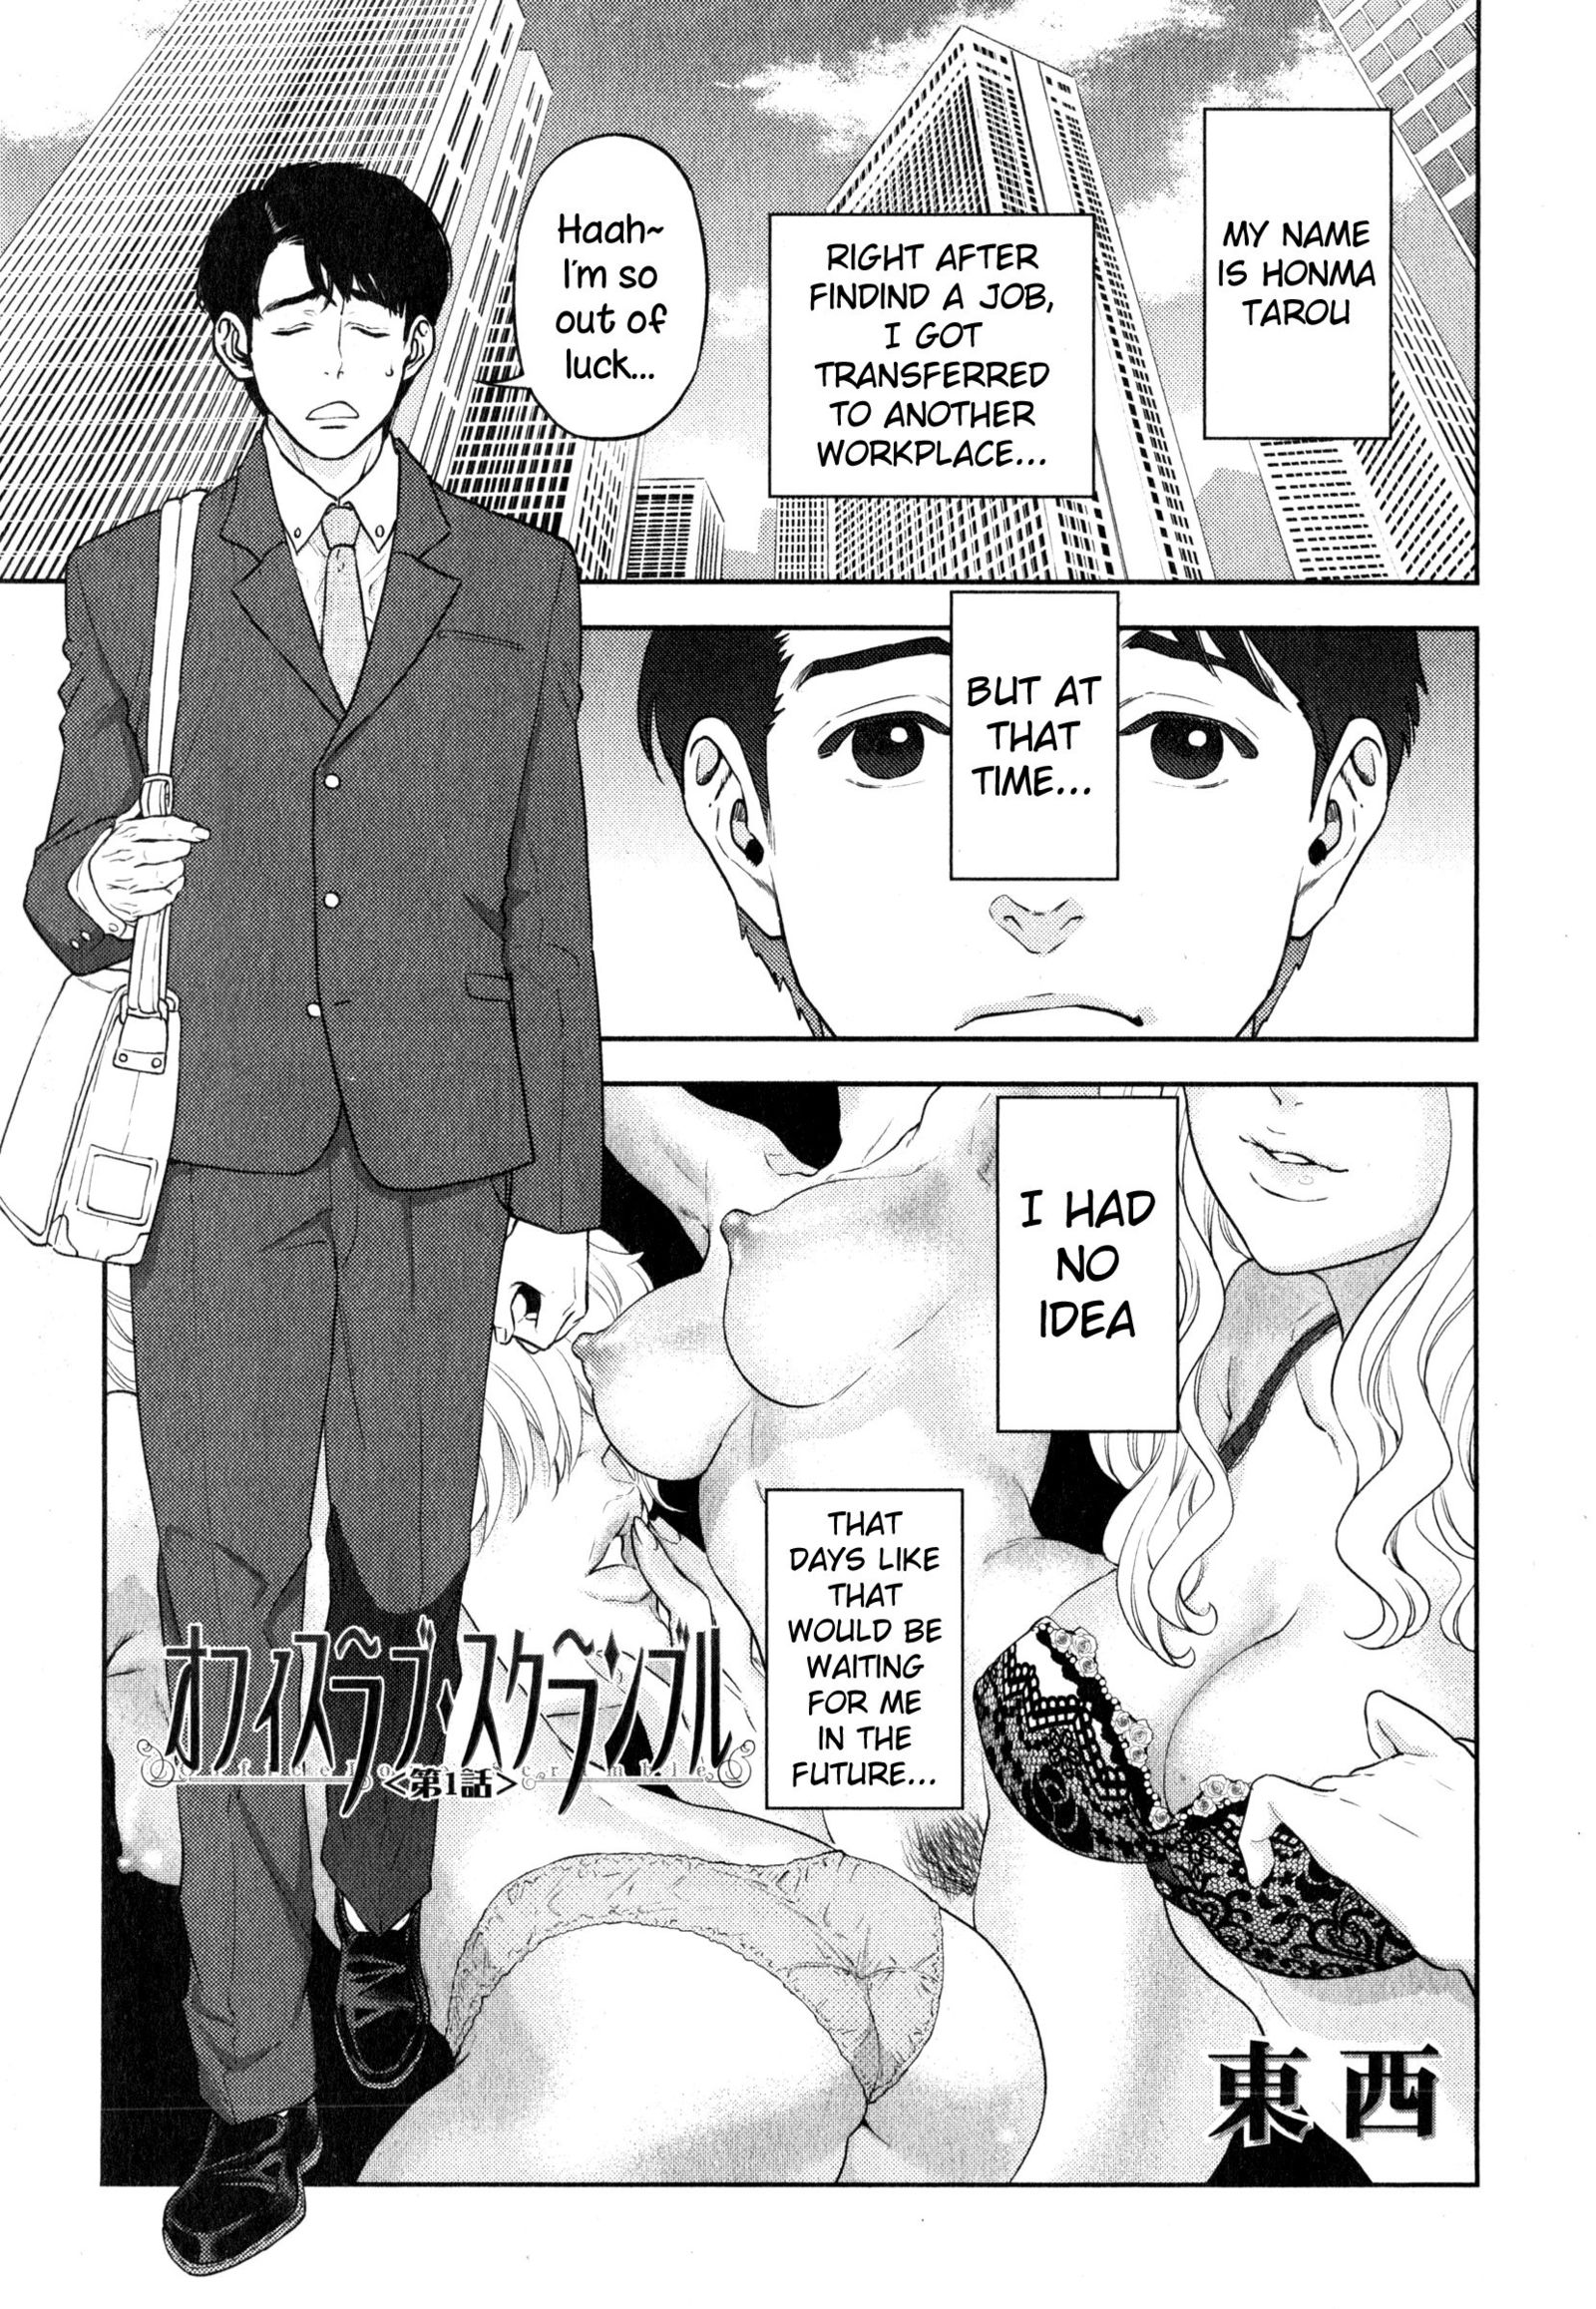 MY NAME
IS HONMA
TAROU
RIGHT AFTER
FINDIND A JOB,
I GOT
TRANSFERRED
TO ANOTHER
WORKPLACE...
Haah~
I'm so
out of
luck...
BUT AT
THAT
TIME...
I HAD
NO
IDEA
THAT
DAYS LIKE
THAT
WOULD BE
WAITING
FOR ME
IN THE
FUTURE...
オフィスラブ・スクランブル
<第1話>
東西